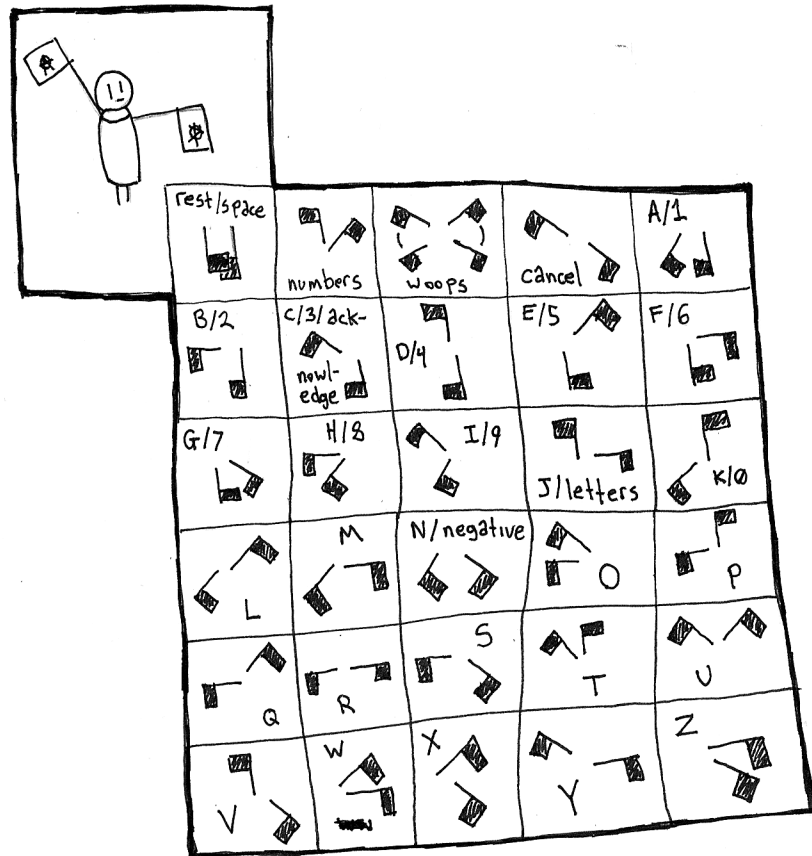 rest/space
numbers
woops
cancel
A/1
B/2
C/3/ack-
nowl-
edge
D/4
E/5
F/6
G/7
H/8
I/9
J/letters
K/0
L
M
N/negative
O
P
Q
R
S
T
U
V
W
X
Y
Z